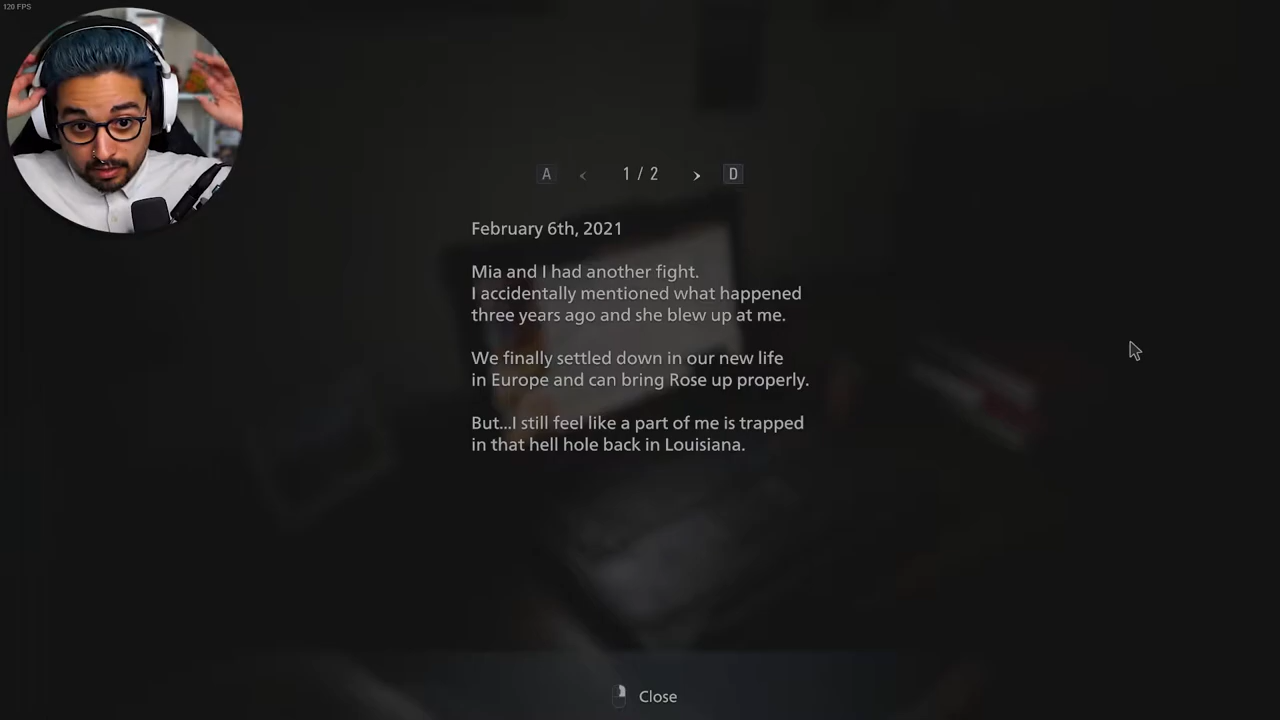 120 FPS
A < 1 / 2 > D
February 6th, 2021
Mia and I had another fight.
I accidentally mentioned what happened
three years ago and she blew up at me.
We finally settled down in our new life
in Europe and can bring Rose up properly.
But...I still feel like a part of me is trapped
in that hell hole back in Louisiana.
Close